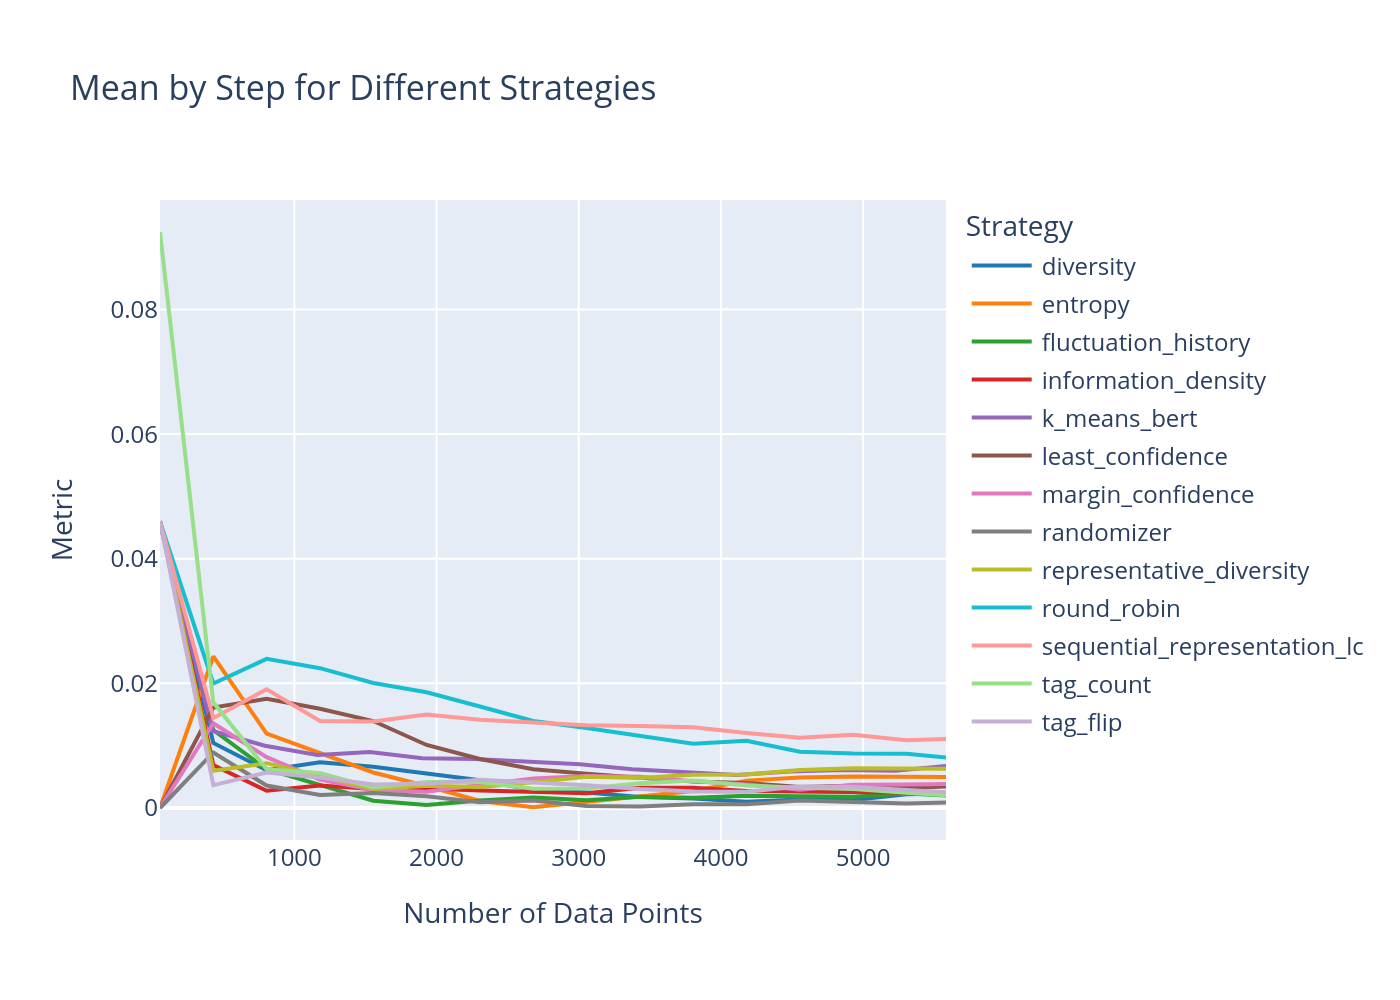 Mean by Step for Different Strategies
Strategy
diversity
entropy
fluctuation_history
information_density
k_means_bert
least_confidence
margin_confidence
randomizer
representative_diversity
round_robin
sequential_representation_lc
tag_count
tag_flip
Metric
0.08
0.06
0.04
0.02
0
1000 2000 3000 4000 5000
Number of Data Points